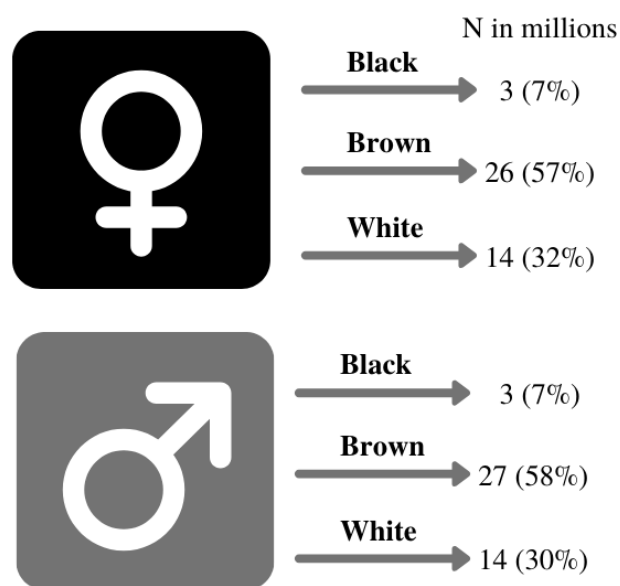 N in millions
Black
3 (7%)
Brown
26 (57%)
White
14 (32%)
Black
3 (7%)
Brown
27 (58%)
White
14 (30%)